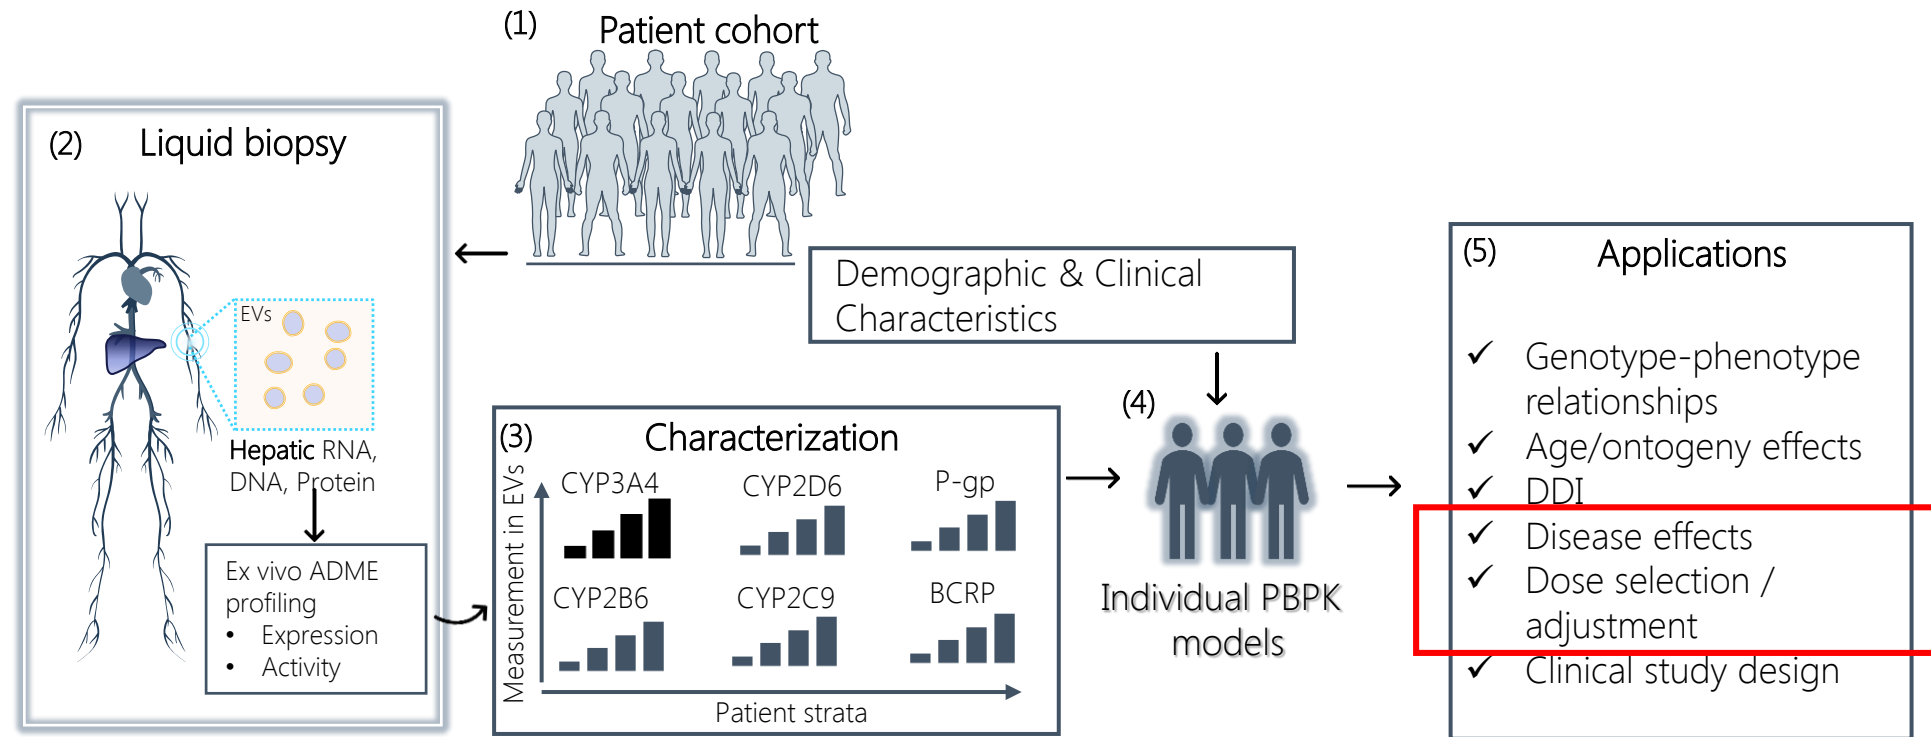 (1) Patient cohort
(2) Liquid biopsy
EVs
Hepatic RNA,
DNA, Protein
Ex vivo ADME
profiling
• Expression
• Activity
Demographic & Clinical
Characteristics
(3) Characterization
Measurement in EVs
CYP3A4
CYP2D6
P-gp
CYP2B6
CYP2C9
BCRP
Patient strata
(4)
Individual PBPK
models
(5) Applications
✓ Genotype-phenotype
relationships
✓ Age/ontogeny effects
✓ DDI
✓ Disease effects
✓ Dose selection /
adjustment
✓ Clinical study design